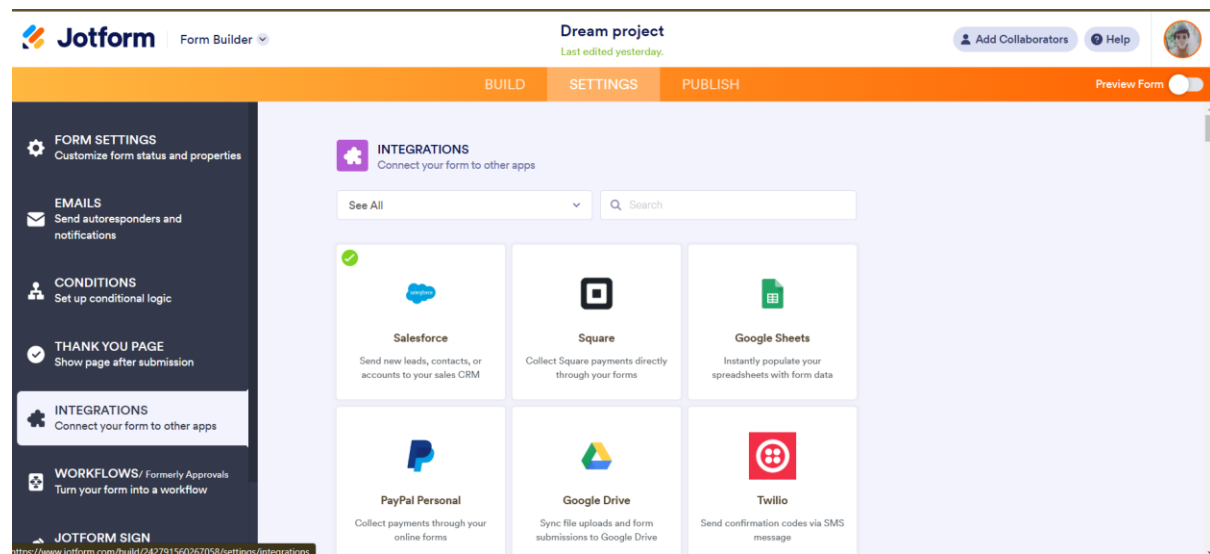 Jotform
Form Builder
Dream project
Last edited yesterday.
Add Collaborators
Help
BUILD
SETTINGS
PUBLISH
Preview Form
FORM SETTINGS
Customize form status and properties
EMAILS
Send autoresponders and
notifications
CONDITIONS
Set up conditional logic
THANK YOU PAGE
Show page after submission
INTEGRATIONS
Connect your form to other apps
WORKFLOWS/ Formerly Approvals
Turn your form into a workflow
JOTFORM SIGN
https://www.jotform.com/build/242791560267058/settings/integrations
INTEGRATIONS
Connect your form to other apps
See All
Search
salesforce
Salesforce
Send new leads, contacts, or
accounts to your sales CRM
Square
Collect Square payments directly
through your forms
Google Sheets
Instantly populate your
spreadsheets with form data
PayPal Personal
Collect payments through your
online forms
Google Drive
Sync file uploads and form
submissions to Google Drive
Twilio
Send confirmation codes via SMS
message